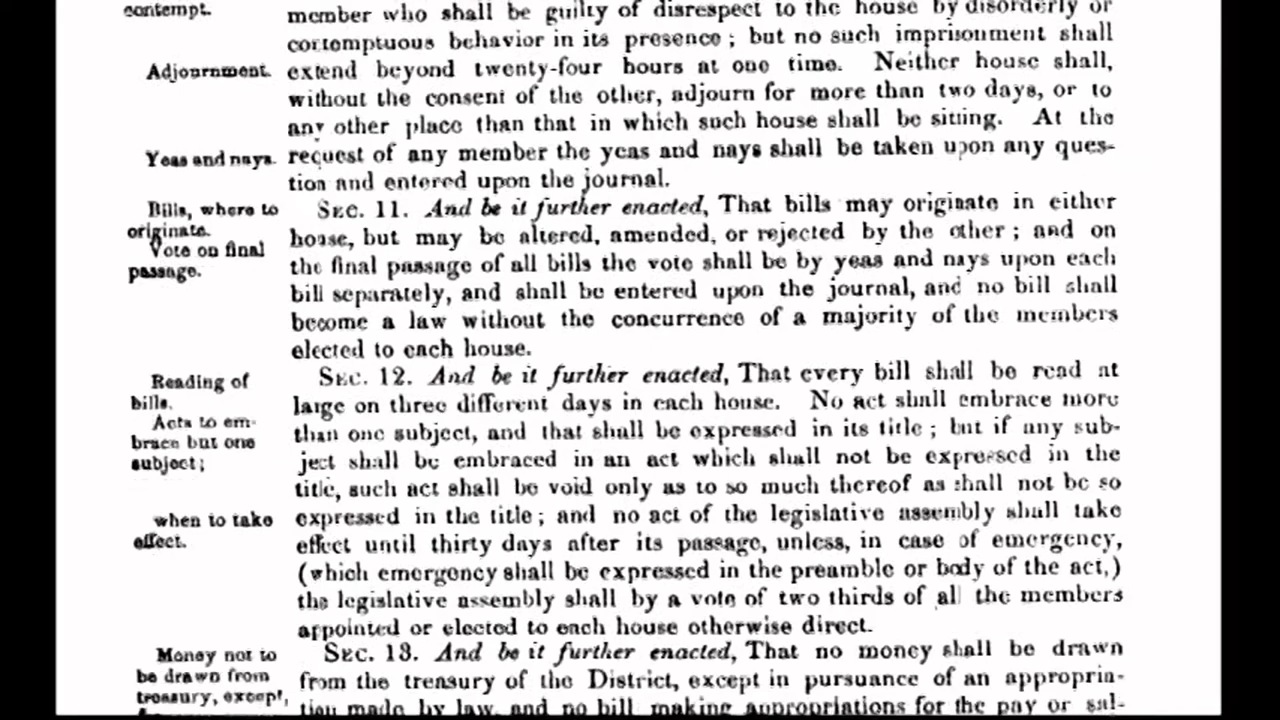 contempt.
member who shall be guilty of disrespect to the house by disorderly or
contemptuous behavior in its presence; but no such imprisonment shall
Adjournment.
extend beyond twenty-four hours at one time. Neither house shall,
without the consent of the other, adjourn for more than two days, or to
any other place than that in which such house shall be sitting. At the
Yeas and nays.
request of any member the yeas and nays shall be taken upon any ques-
tion and entered upon the journal.
Bills, where to
originate.
Vote on final
passage.
SEC. 11. And be it further enacted, That bills may originate in either
house, but may be altered, amended, or rejected by the other; and on
the final passage of all bills the vote shall be by yeas and nays upon each
bill separately, and shall be entered upon the journal, and no bill shall
become a law without the concurrence of a majority of the members
elected to each house.
Reading of
bills.
Acts to em-
brace but one
subject;
SEC. 12. And be it further enacted, That every bill shall be read at
large on three different days in each house. No act shall embrace more
than one subject, and that shall be expressed in its title; but if any sub-
ject shall be embraced in an act which shall not be expressed in the
title, such act shall be void only as to so much thereof as shall not be so
when to take
effect.
expressed in the title; and no act of the legislative assembly shall take
effect until thirty days after its passage, unless, in case of emergency,
(which emergency shall be expressed in the preamble or body of the act,)
the legislative assembly shall by a vote of two thirds of all the members
appointed or elected to each house otherwise direct.
Money not to
be drawn from
treasury, except,
SEC. 13. And be it further enacted, That no money shall be drawn
from the treasury of the District, except in pursuance of an appropria-
tion made by law, and no bill making appropriations for the pay or sal-